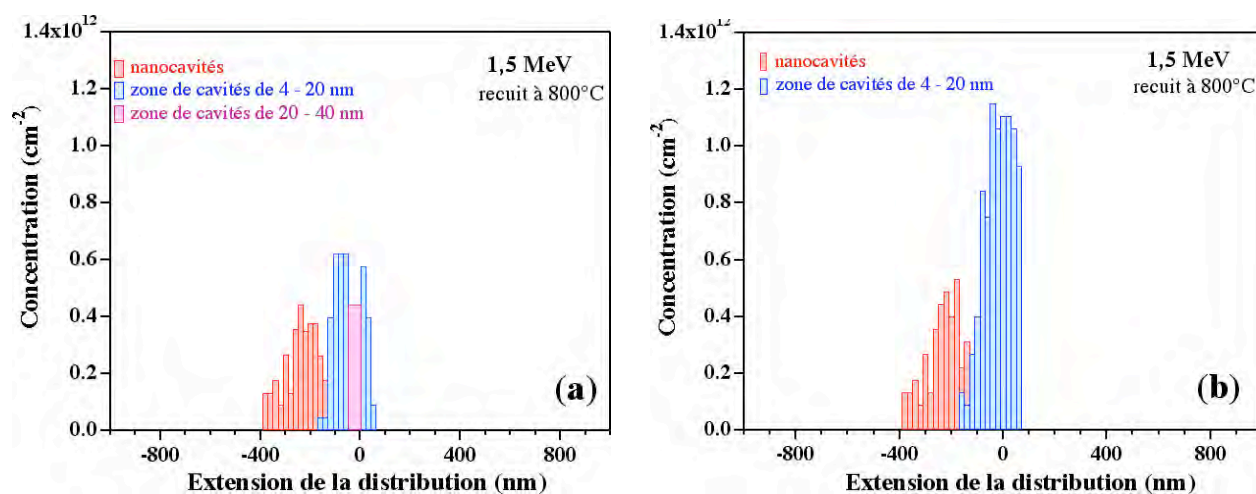 1.4x10¹²
1.2
1.0
0.8
0.6
0.4
0.2
0.0
Concentration (cm⁻²)
nanocavités
zone de cavités de 4 - 20 nm
zone de cavités de 20 - 40 nm
1,5 MeV
recuit à 800°C
(a)
-800
-400
0
400
800
Extension de la distribution (nm)
1.4x10¹²
1.2
1.0
0.8
0.6
0.4
0.2
0.0
Concentration (cm⁻²)
nanocavités
zone de cavités de 4 - 20 nm
1,5 MeV
recuit à 800°C
(b)
-800
-400
0
400
800
Extension de la distribution (nm)